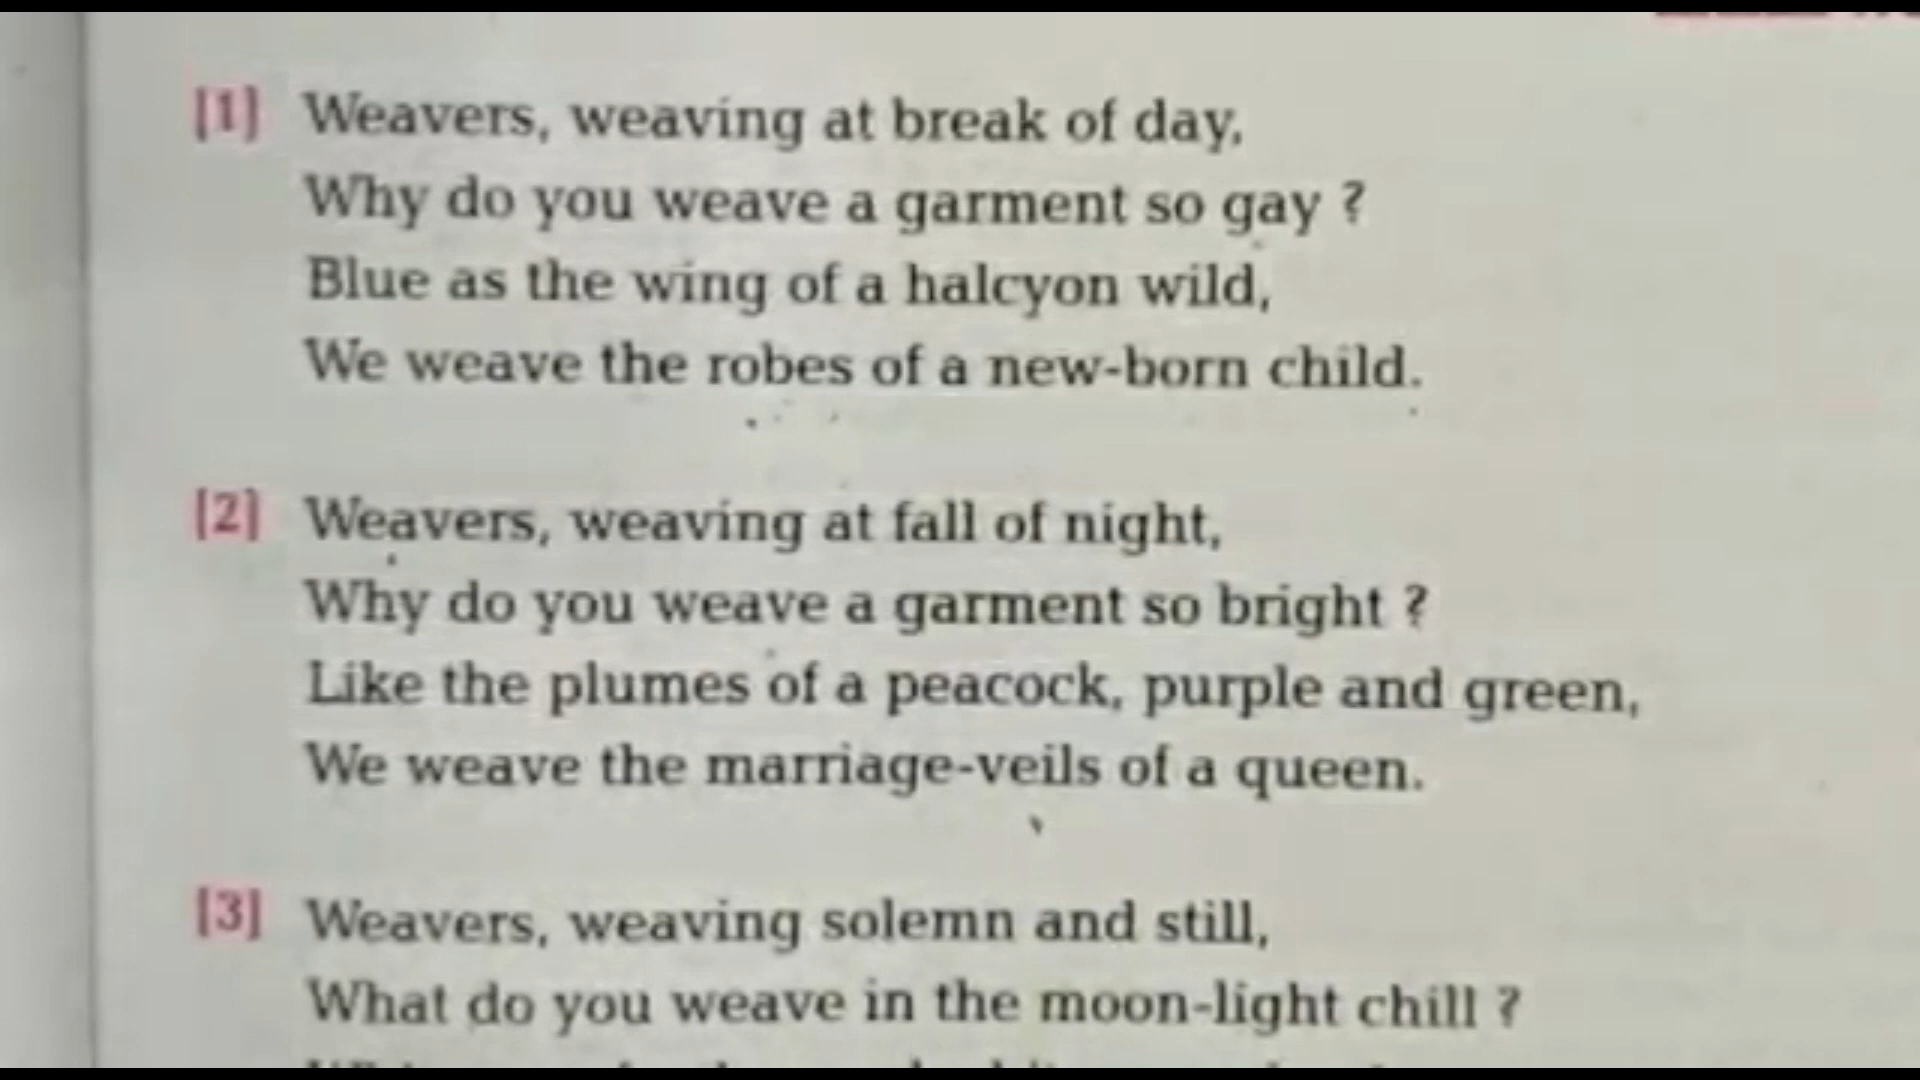 [1] Weavers, weaving at break of day,
Why do you weave a garment so gay ?
Blue as the wing of a halcyon wild,
We weave the robes of a new-born child.
[2] Weavers, weaving at fall of night,
Why do you weave a garment so bright ?
Like the plumes of a peacock, purple and green,
We weave the marriage-veils of a queen.
[3] Weavers, weaving solemn and still,
What do you weave in the moon-light chill ?